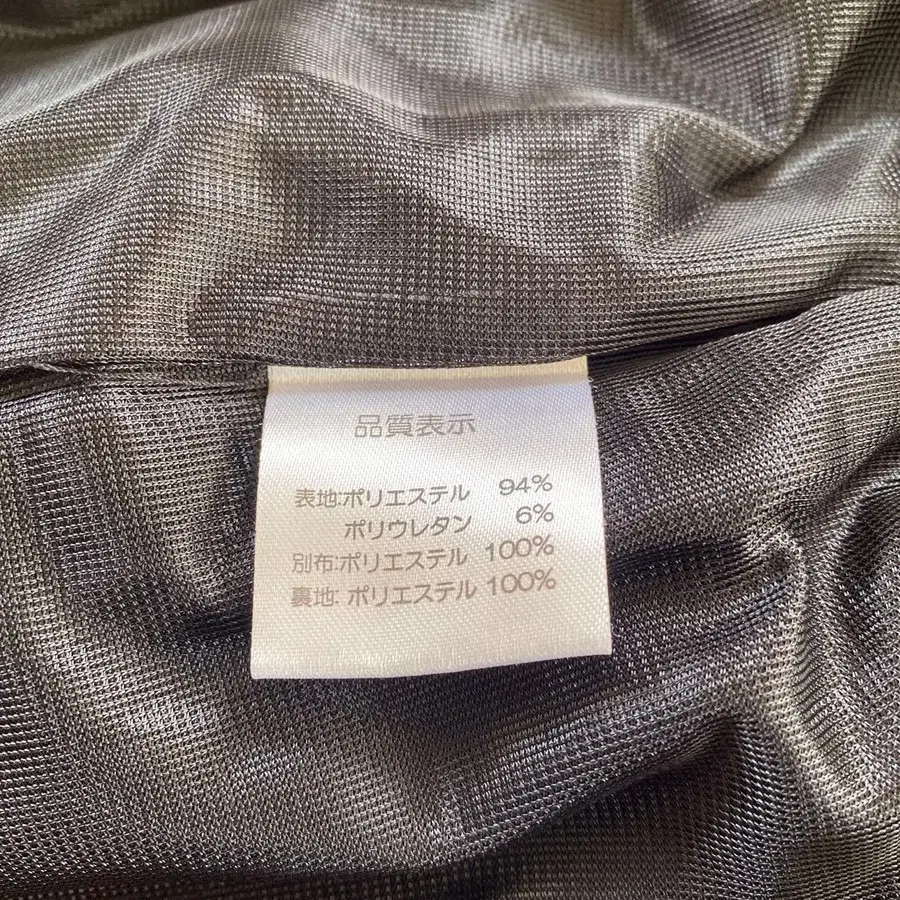 品質表示
表地:ポリエステル 94%
ポリウレタン 6%
別布:ポリエステル 100%
裏地:ポリエステル 100%